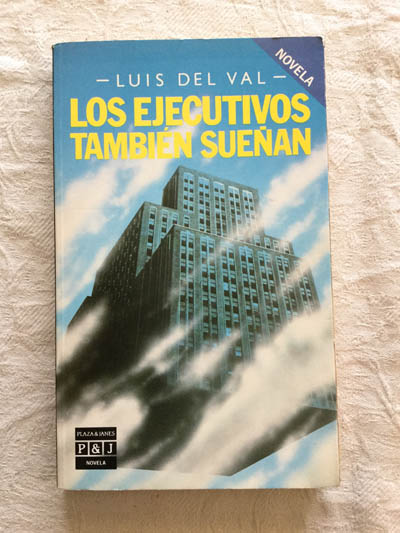 NOVELA
— LUIS DEL VAL —
LOS EJECUTIVOS
TAMBIÉN SUEÑAN
PLAZA & JANES
P & J
NOVELA